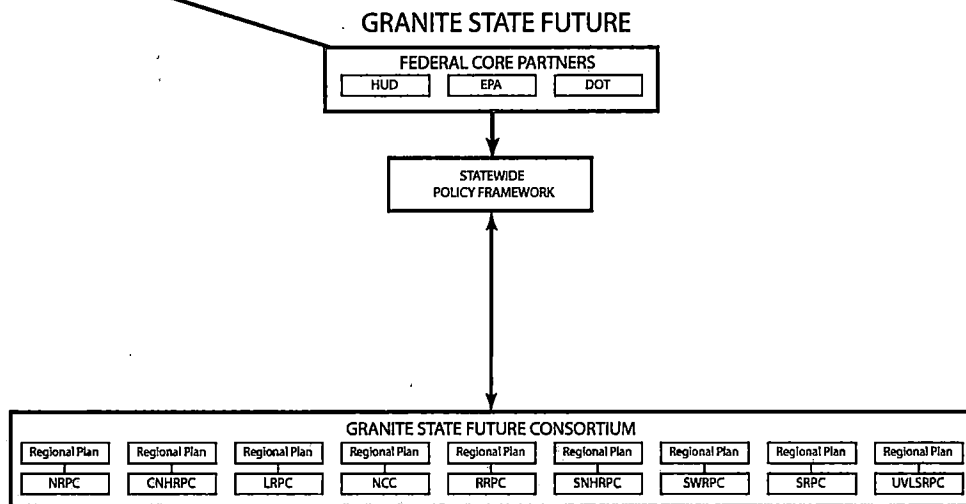 GRANITE STATE FUTURE
FEDERAL CORE PARTNERS
HUD EPA DOT
STATEWIDE
POLICY FRAMEWORK
GRANITE STATE FUTURE CONSORTIUM
Regional Plan Regional Plan Regional Plan Regional Plan Regional Plan Regional Plan Regional Plan Regional Plan Regional Plan
NRPC CNHRPC LRPC NCC RRPC SNHRPC SWRPC SRPC UVLSRPC